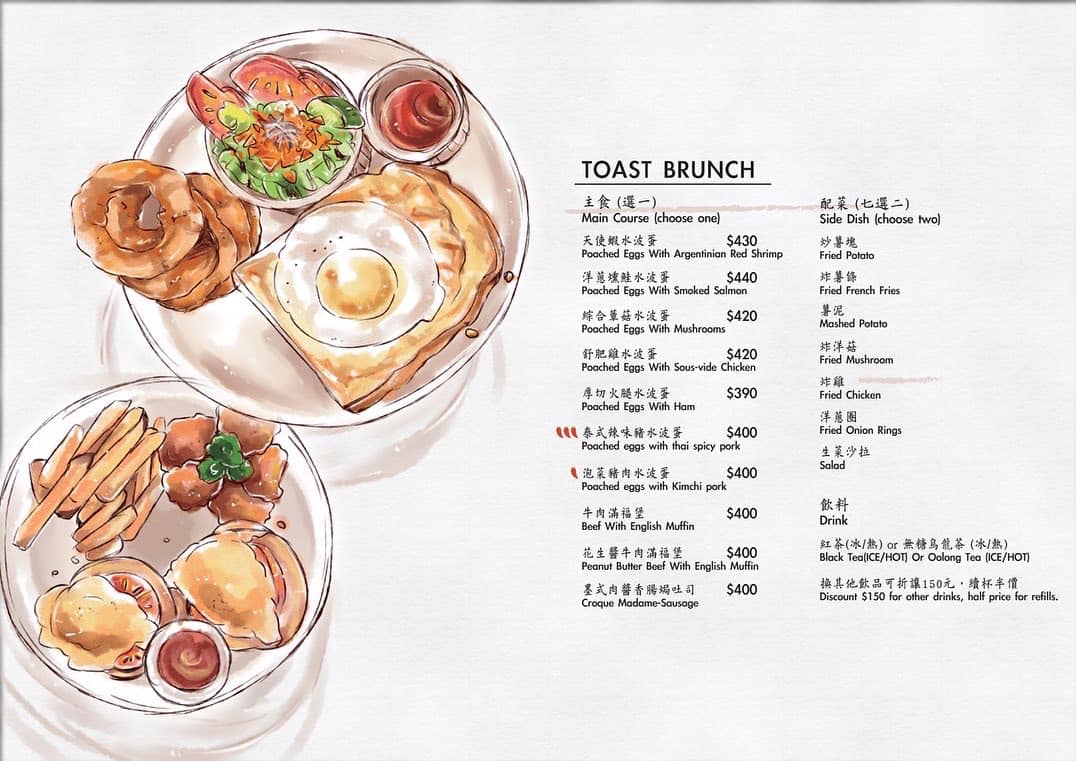 TOAST BRUNCH
主食 (選一)
Main Course (choose one)
天使蝦水波蛋 $430
Poached Eggs With Argentinian Red Shrimp
洋蔥燻鮭水波蛋 $440
Poached Eggs With Smoked Salmon
綜合蕈菇水波蛋 $420
Poached Eggs With Mushrooms
舒肥雞水波蛋 $420
Poached Eggs With Sous-vide Chicken
厚切火腿水波蛋 $390
Poached Eggs With Ham
泰式辣味豬水波蛋 $400
Poached eggs with thai spicy pork
泡菜豬肉水波蛋 $400
Poached eggs with Kimchi pork
牛肉滿福堡 $400
Beef With English Muffin
花生醬牛肉滿福堡 $400
Peanut Butter Beef With English Muffin
墨式肉醬香腸焗吐司 $400
Croque Madame-Sausage
配菜 (七選二)
Side Dish (choose two)
炒薯塊
Fried Potato
炸薯條
Fried French Fries
薯泥
Mashed Potato
炸洋菇
Fried Mushroom
炸雞
Fried Chicken
洋蔥圈
Fried Onion Rings
生菜沙拉
Salad
飲料
Drink
紅茶(冰/熱) or 無糖烏龍茶 (冰/熱)
Black Tea(ICE/HOT) Or Oolong Tea (ICE/HOT)
換其他飲品可折讓150元，續杯半價
Discount $150 for other drinks, half price for refills.